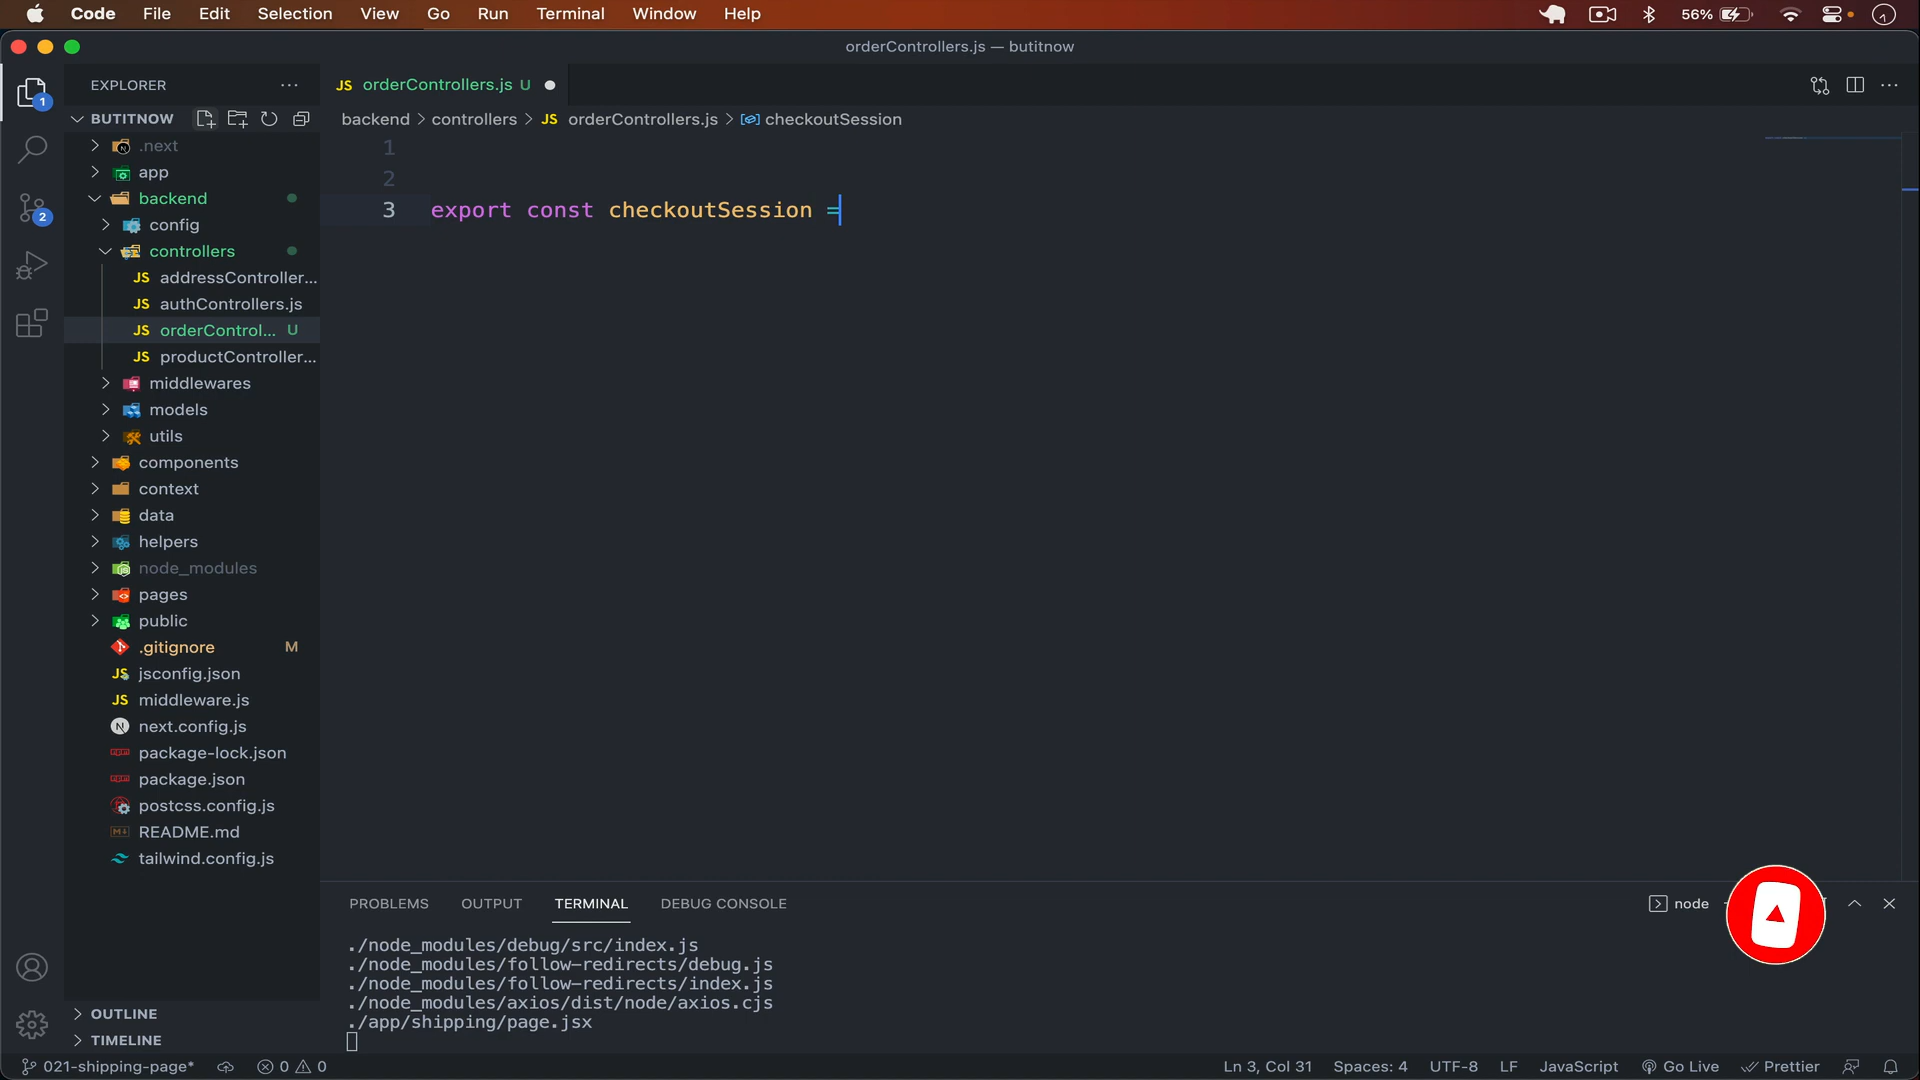 Code File Edit Selection View Go Run Terminal Window Help 56%
orderControllers.js — butitnow
EXPLORER
JS orderControllers.js U
1
BUTITNOW
backend > controllers > JS orderControllers.js > checkoutSession
.next
app
backend
config
controllers
JS addressController...
JS authControllers.js
JS orderControl... U
JS productController...
middlewares
models
utils
components
context
data
helpers
node_modules
pages
public
.gitignore M
JS jsconfig.json
JS middleware.js
N next.config.js
package-lock.json
package.json
postcss.config.js
README.md
tailwind.config.js
OUTLINE
TIMELINE
2
1
2
3 export const checkoutSession =
PROBLEMS OUTPUT TERMINAL DEBUG CONSOLE
node
./node_modules/debug/src/index.js
./node_modules/follow-redirects/debug.js
./node_modules/follow-redirects/index.js
./node_modules/axios/dist/node/axios.cjs
./app/shipping/page.jsx
021-shipping-page* 0 0 Ln 3, Col 31 Spaces: 4 UTF-8 LF JavaScript Go Live Prettier